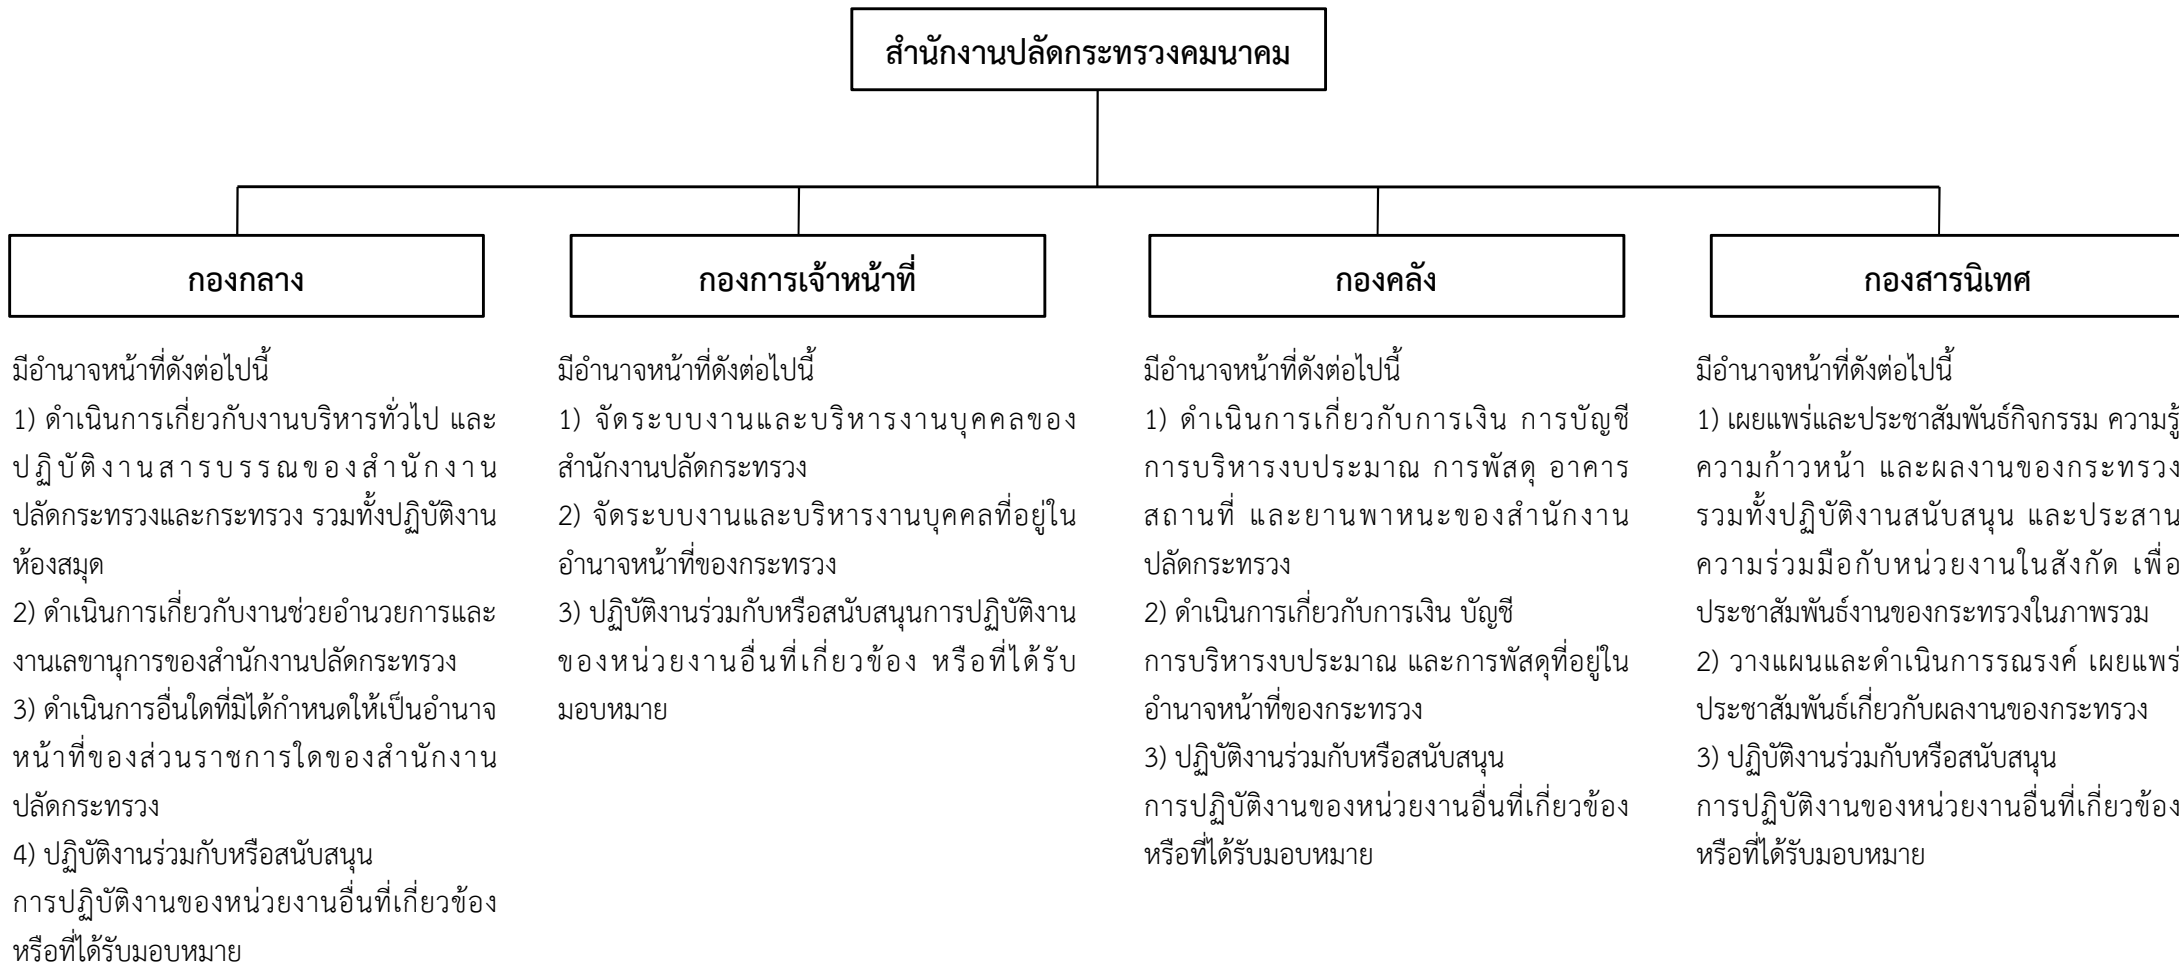 สำนักงานปลัดกระทรวงคมนาคม
กองกลาง
มีอำนาจหน้าที่ดังต่อไปนี้
1) ดำเนินการเกี่ยวกับงานบริหารทั่วไป และ
ปฏิบัติงานสารบรรณของสำนักงาน
ปลัดกระทรวงและกระทรวง รวมทั้งปฏิบัติงาน
ห้องสมุด
2) ดำเนินการเกี่ยวกับงานช่วยอำนวยการและ
งานเลขานุการของสำนักงานปลัดกระทรวง
3) ดำเนินการอื่นใดที่มิได้กำหนดให้เป็นอำนาจ
หน้าที่ของส่วนราชการใดของสำนักงาน
ปลัดกระทรวง
4) ปฏิบัติงานร่วมกับหรือสนับสนุน
การปฏิบัติงานของหน่วยงานอื่นที่เกี่ยวข้อง
หรือที่ได้รับมอบหมาย
กองการเจ้าหน้าที่
มีอำนาจหน้าที่ดังต่อไปนี้
1) จัดระบบงานและบริหารงานบุคคลของ
สำนักงานปลัดกระทรวง
2) จัดระบบงานและบริหารงานบุคคลที่อยู่ใน
อำนาจหน้าที่ของกระทรวง
3) ปฏิบัติงานร่วมกับหรือสนับสนุนการปฏิบัติงาน
ของหน่วยงานอื่นที่เกี่ยวข้อง หรือที่ได้รับ
มอบหมาย
กองคลัง
มีอำนาจหน้าที่ดังต่อไปนี้
1) ดำเนินการเกี่ยวกับการเงิน การบัญชี
การบริหารงบประมาณ การพัสดุ อาคาร
สถานที่ และยานพาหนะของสำนักงาน
ปลัดกระทรวง
2) ดำเนินการเกี่ยวกับการเงิน บัญชี
การบริหารงบประมาณ และการพัสดุที่อยู่ใน
อำนาจหน้าที่ของกระทรวง
3) ปฏิบัติงานร่วมกับหรือสนับสนุน
การปฏิบัติงานของหน่วยงานอื่นที่เกี่ยวข้อง
หรือที่ได้รับมอบหมาย
กองสารนิเทศ
มีอำนาจหน้าที่ดังต่อไปนี้
1) เผยแพร่และประชาสัมพันธ์กิจกรรม ความรู้
ความก้าวหน้า และผลงานของกระทรวง
รวมทั้งปฏิบัติงานสนับสนุน และประสาน
ความร่วมมือกับหน่วยงานในสังกัด เพื่อ
ประชาสัมพันธ์งานของกระทรวงในภาพรวม
2) วางแผนและดำเนินการรณรงค์ เผยแพร่
ประชาสัมพันธ์เกี่ยวกับผลงานของกระทรวง
3) ปฏิบัติงานร่วมกับหรือสนับสนุน
การปฏิบัติงานของหน่วยงานอื่นที่เกี่ยวข้อง
หรือที่ได้รับมอบหมาย